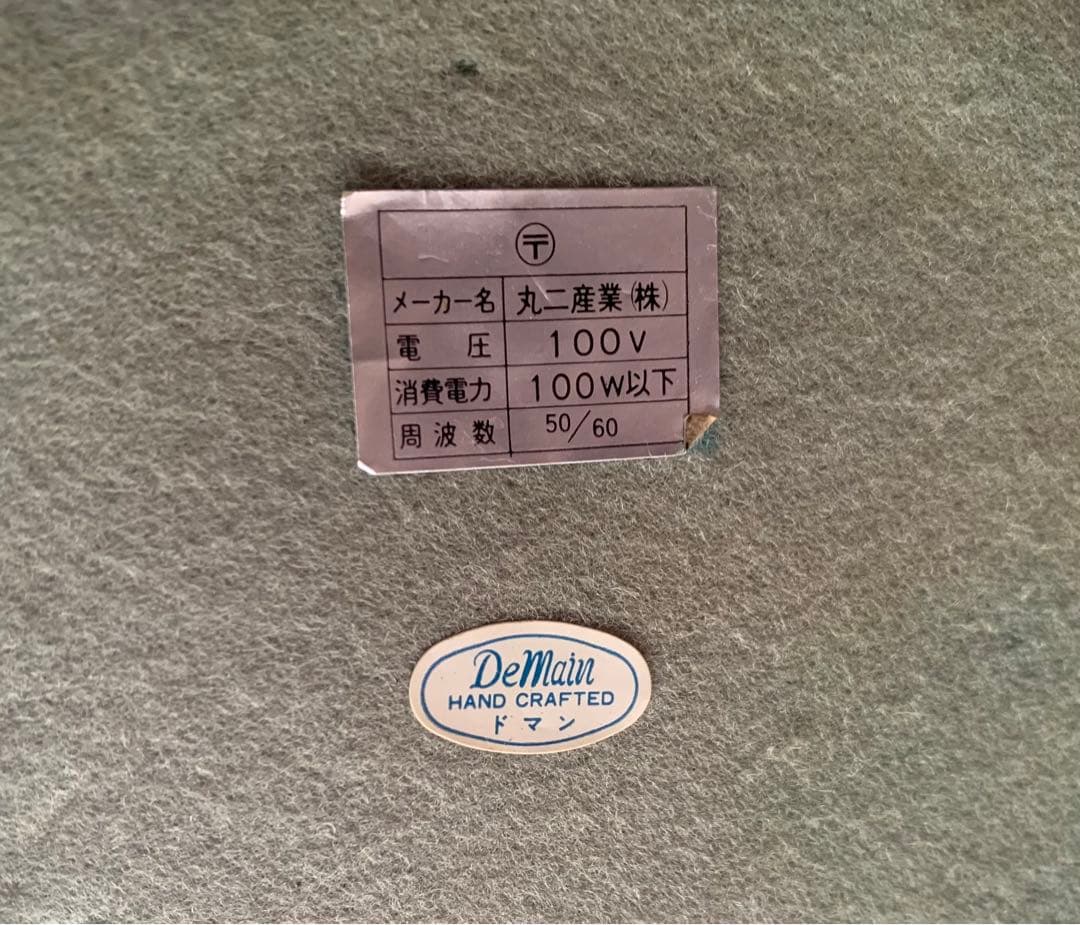 〒
メーカー名 丸二産業(株)
電圧 100V
消費電力 100W以下
周波数 50/60
DeMain
HAND CRAFTED
ドマン